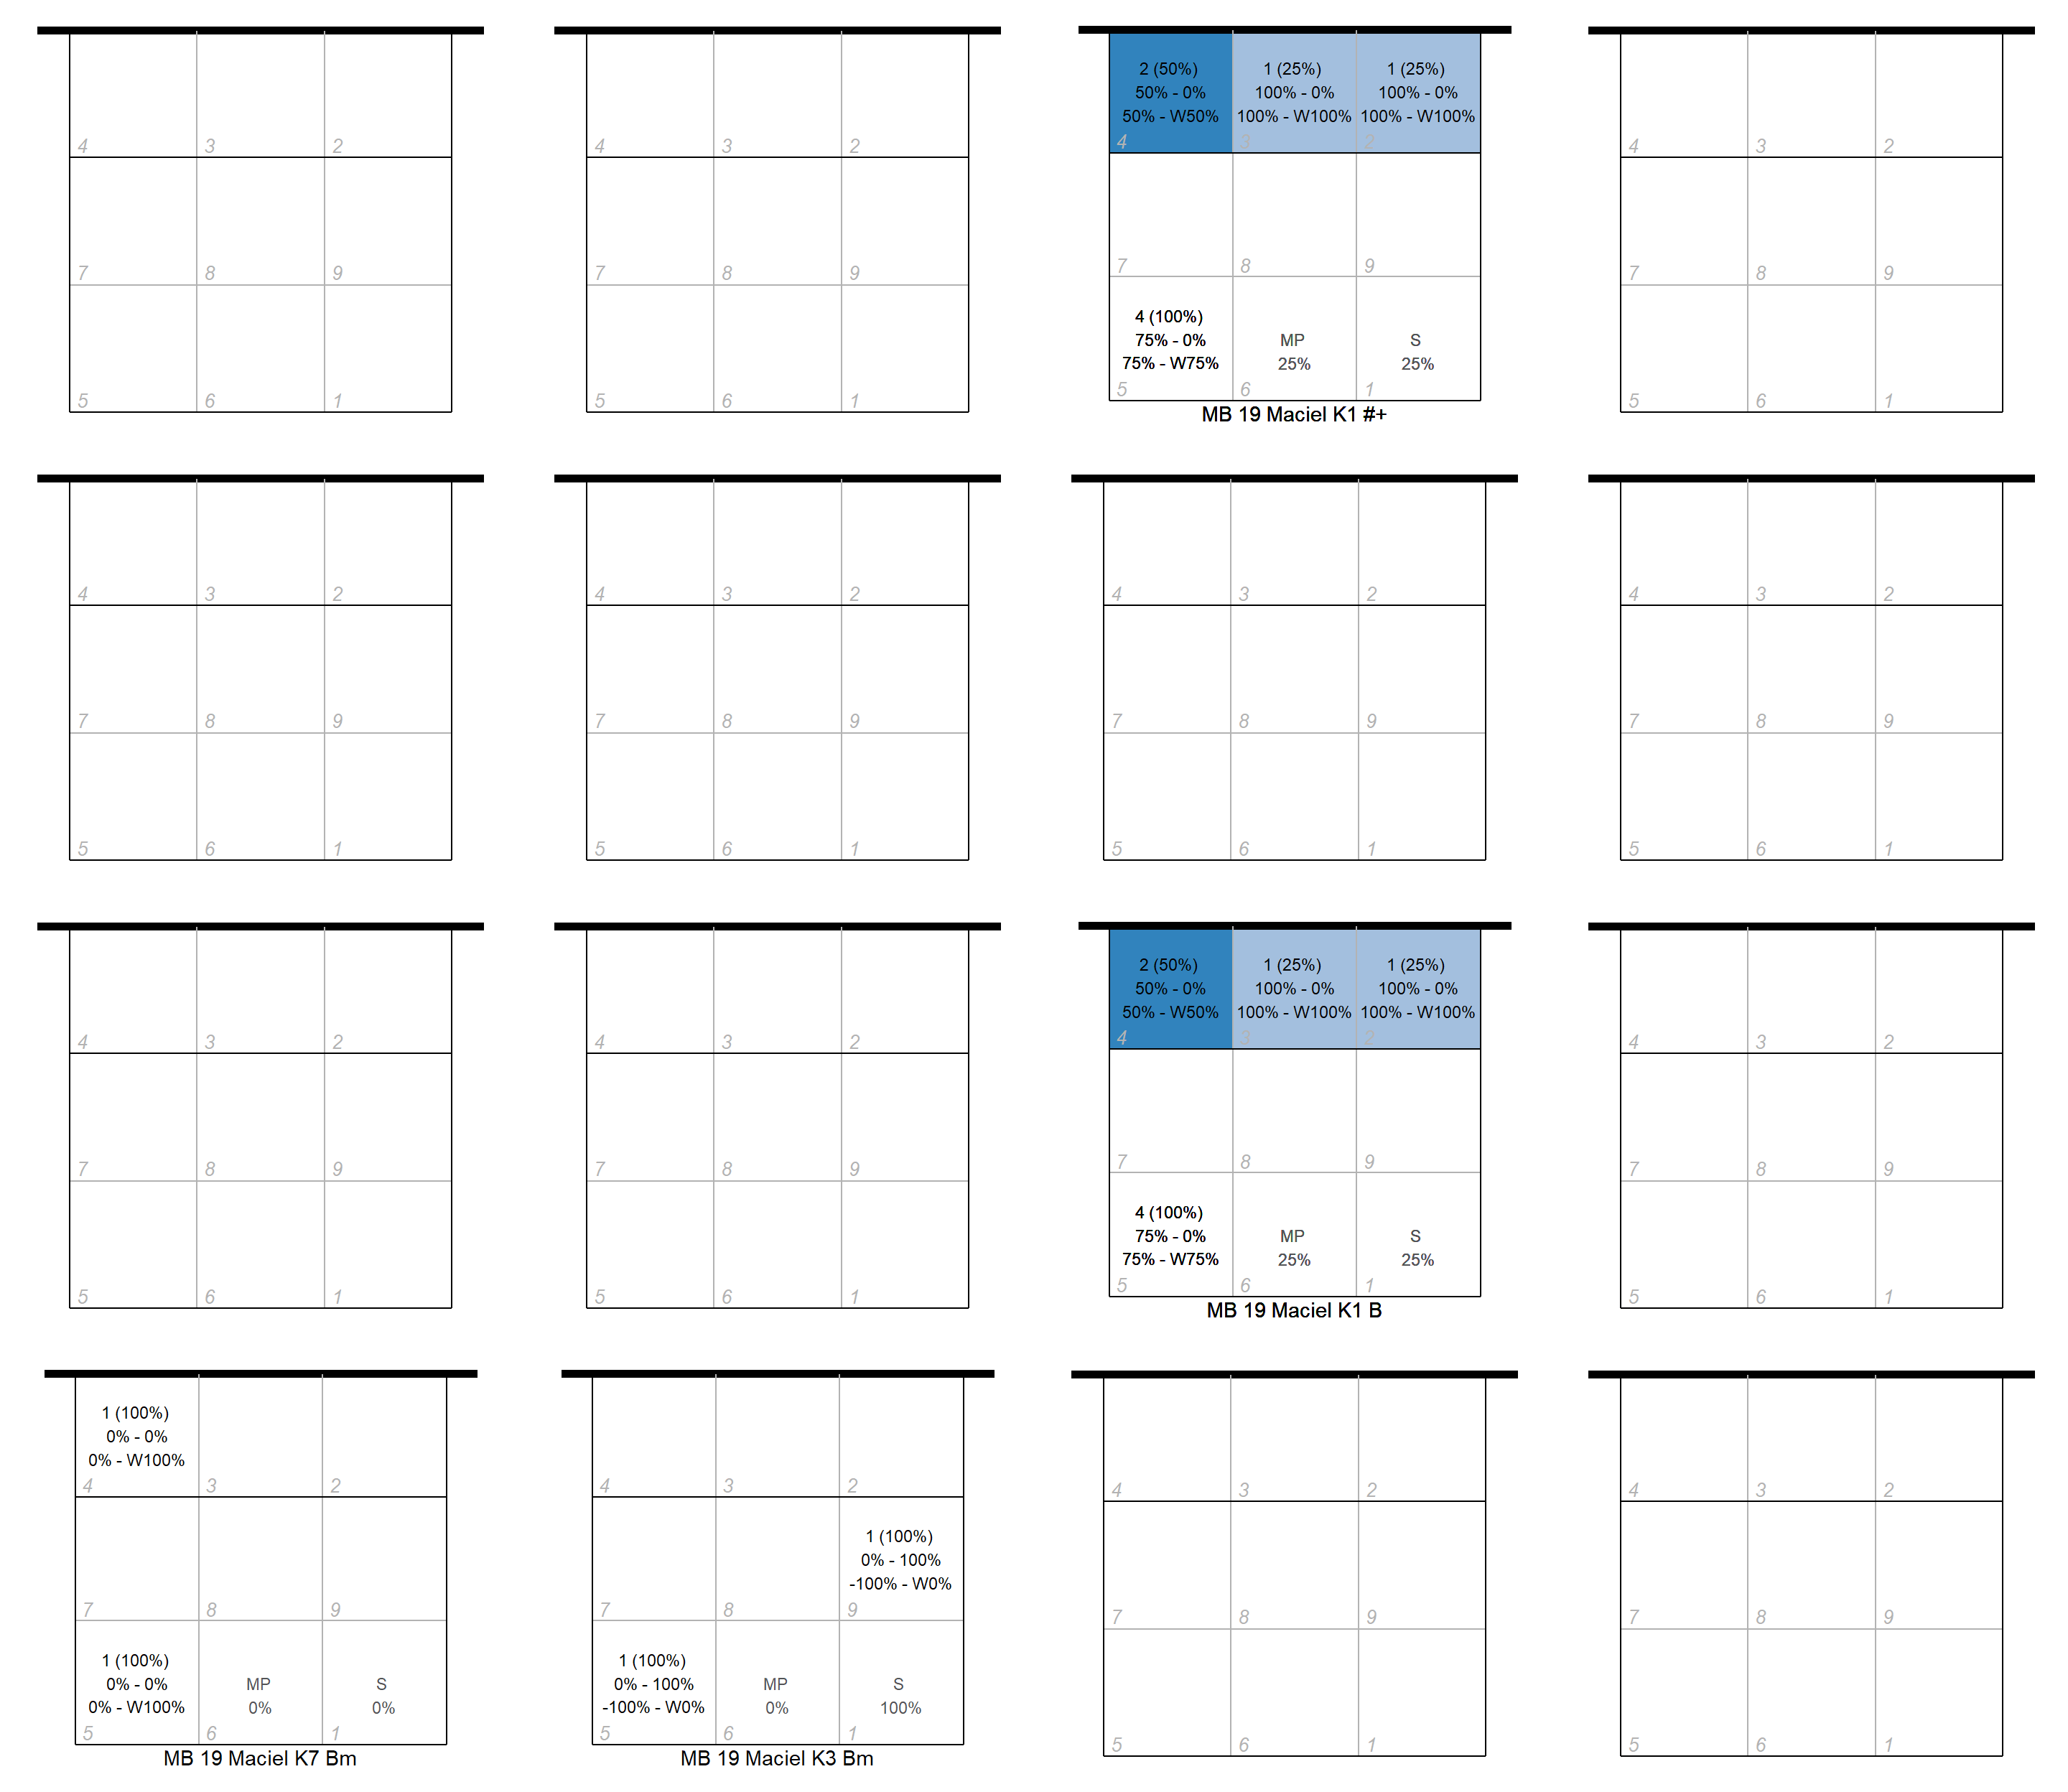 2 (50%) 1 (25%) 1 (25%)
50% - 0% 100% - 0% 100% - 0%
50% - W50% 100% - W100% 100% - W100%
4 3 2 4 3 2 4 3 2 4 3 2
7 8 9 7 8 9 7 8 9 7 8 9
4 (100%)
75% - 0% MP S
75% - W75% 25% 25%
5 6 1 5 6 1 5 6 1 5 6 1
MB 19 Maciel K1 #+
4 3 2 4 3 2 4 3 2 4 3 2
7 8 9 7 8 9 7 8 9 7 8 9
5 6 1 5 6 1 5 6 1 5 6 1
2 (50%) 1 (25%) 1 (25%)
50% - 0% 100% - 0% 100% - 0%
50% - W50% 100% - W100% 100% - W100%
4 3 2 4 3 2 4 3 2 4 3 2
7 8 9 7 8 9 7 8 9 7 8 9
4 (100%)
75% - 0% MP S
75% - W75% 25% 25%
5 6 1 5 6 1 5 6 1 5 6 1
MB 19 Maciel K1 B
1 (100%)
0% - 0%
0% - W100%
4 3 2 4 3 2 4 3 2 4 3 2
1 (100%)
0% - 100%
-100% - W0%
7 8 9 7 8 9 7 8 9 7 8 9
1 (100%) 1 (100%)
0% - 0% MP S 0% - 100% MP S
0% - W100% 0% 0% -100% - W0% 0% 100%
5 6 1 5 6 1 5 6 1 5 6 1
MB 19 Maciel K7 Bm MB 19 Maciel K3 Bm